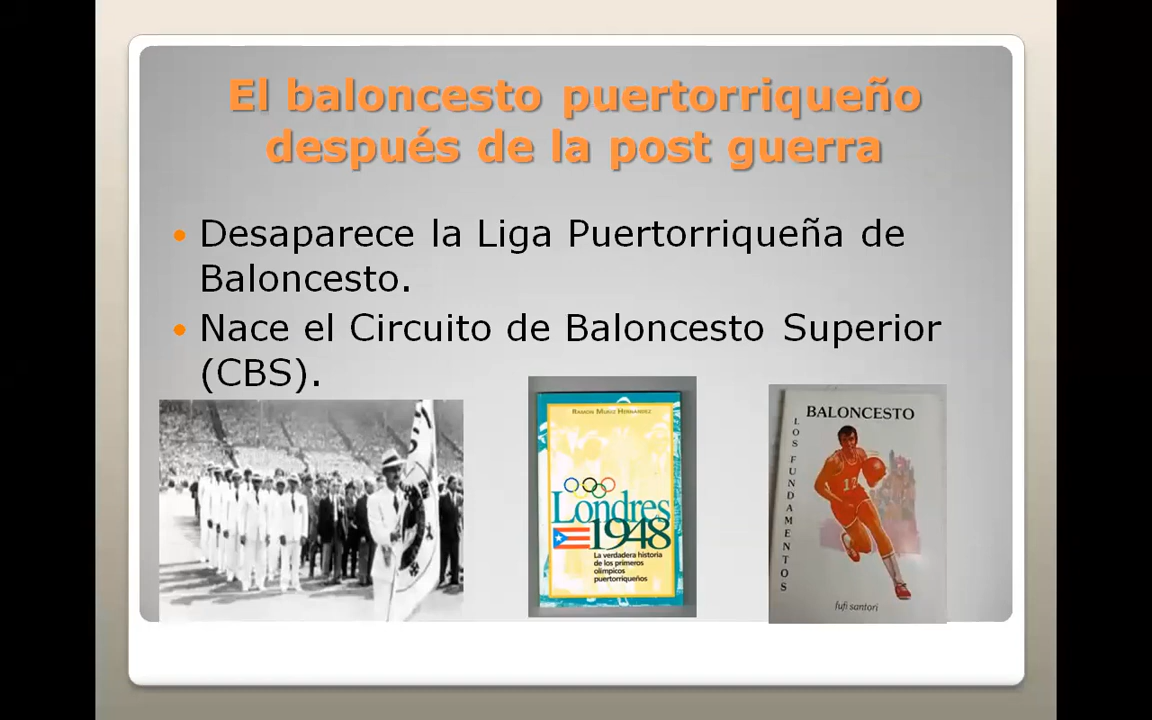 El baloncesto puertorriqueño
después de la post guerra
Desaparece la Liga Puertorriqueña de
Baloncesto.
Nace el Circuito de Baloncesto Superior
(CBS).
RAMON MUÑIZ HERNANDEZ
Londres
1948
La verdadera historia
de los primeros
olímpicos
puertorriqueños
BALONCESTO
LOS FUNDAMENTOS
fufi santori